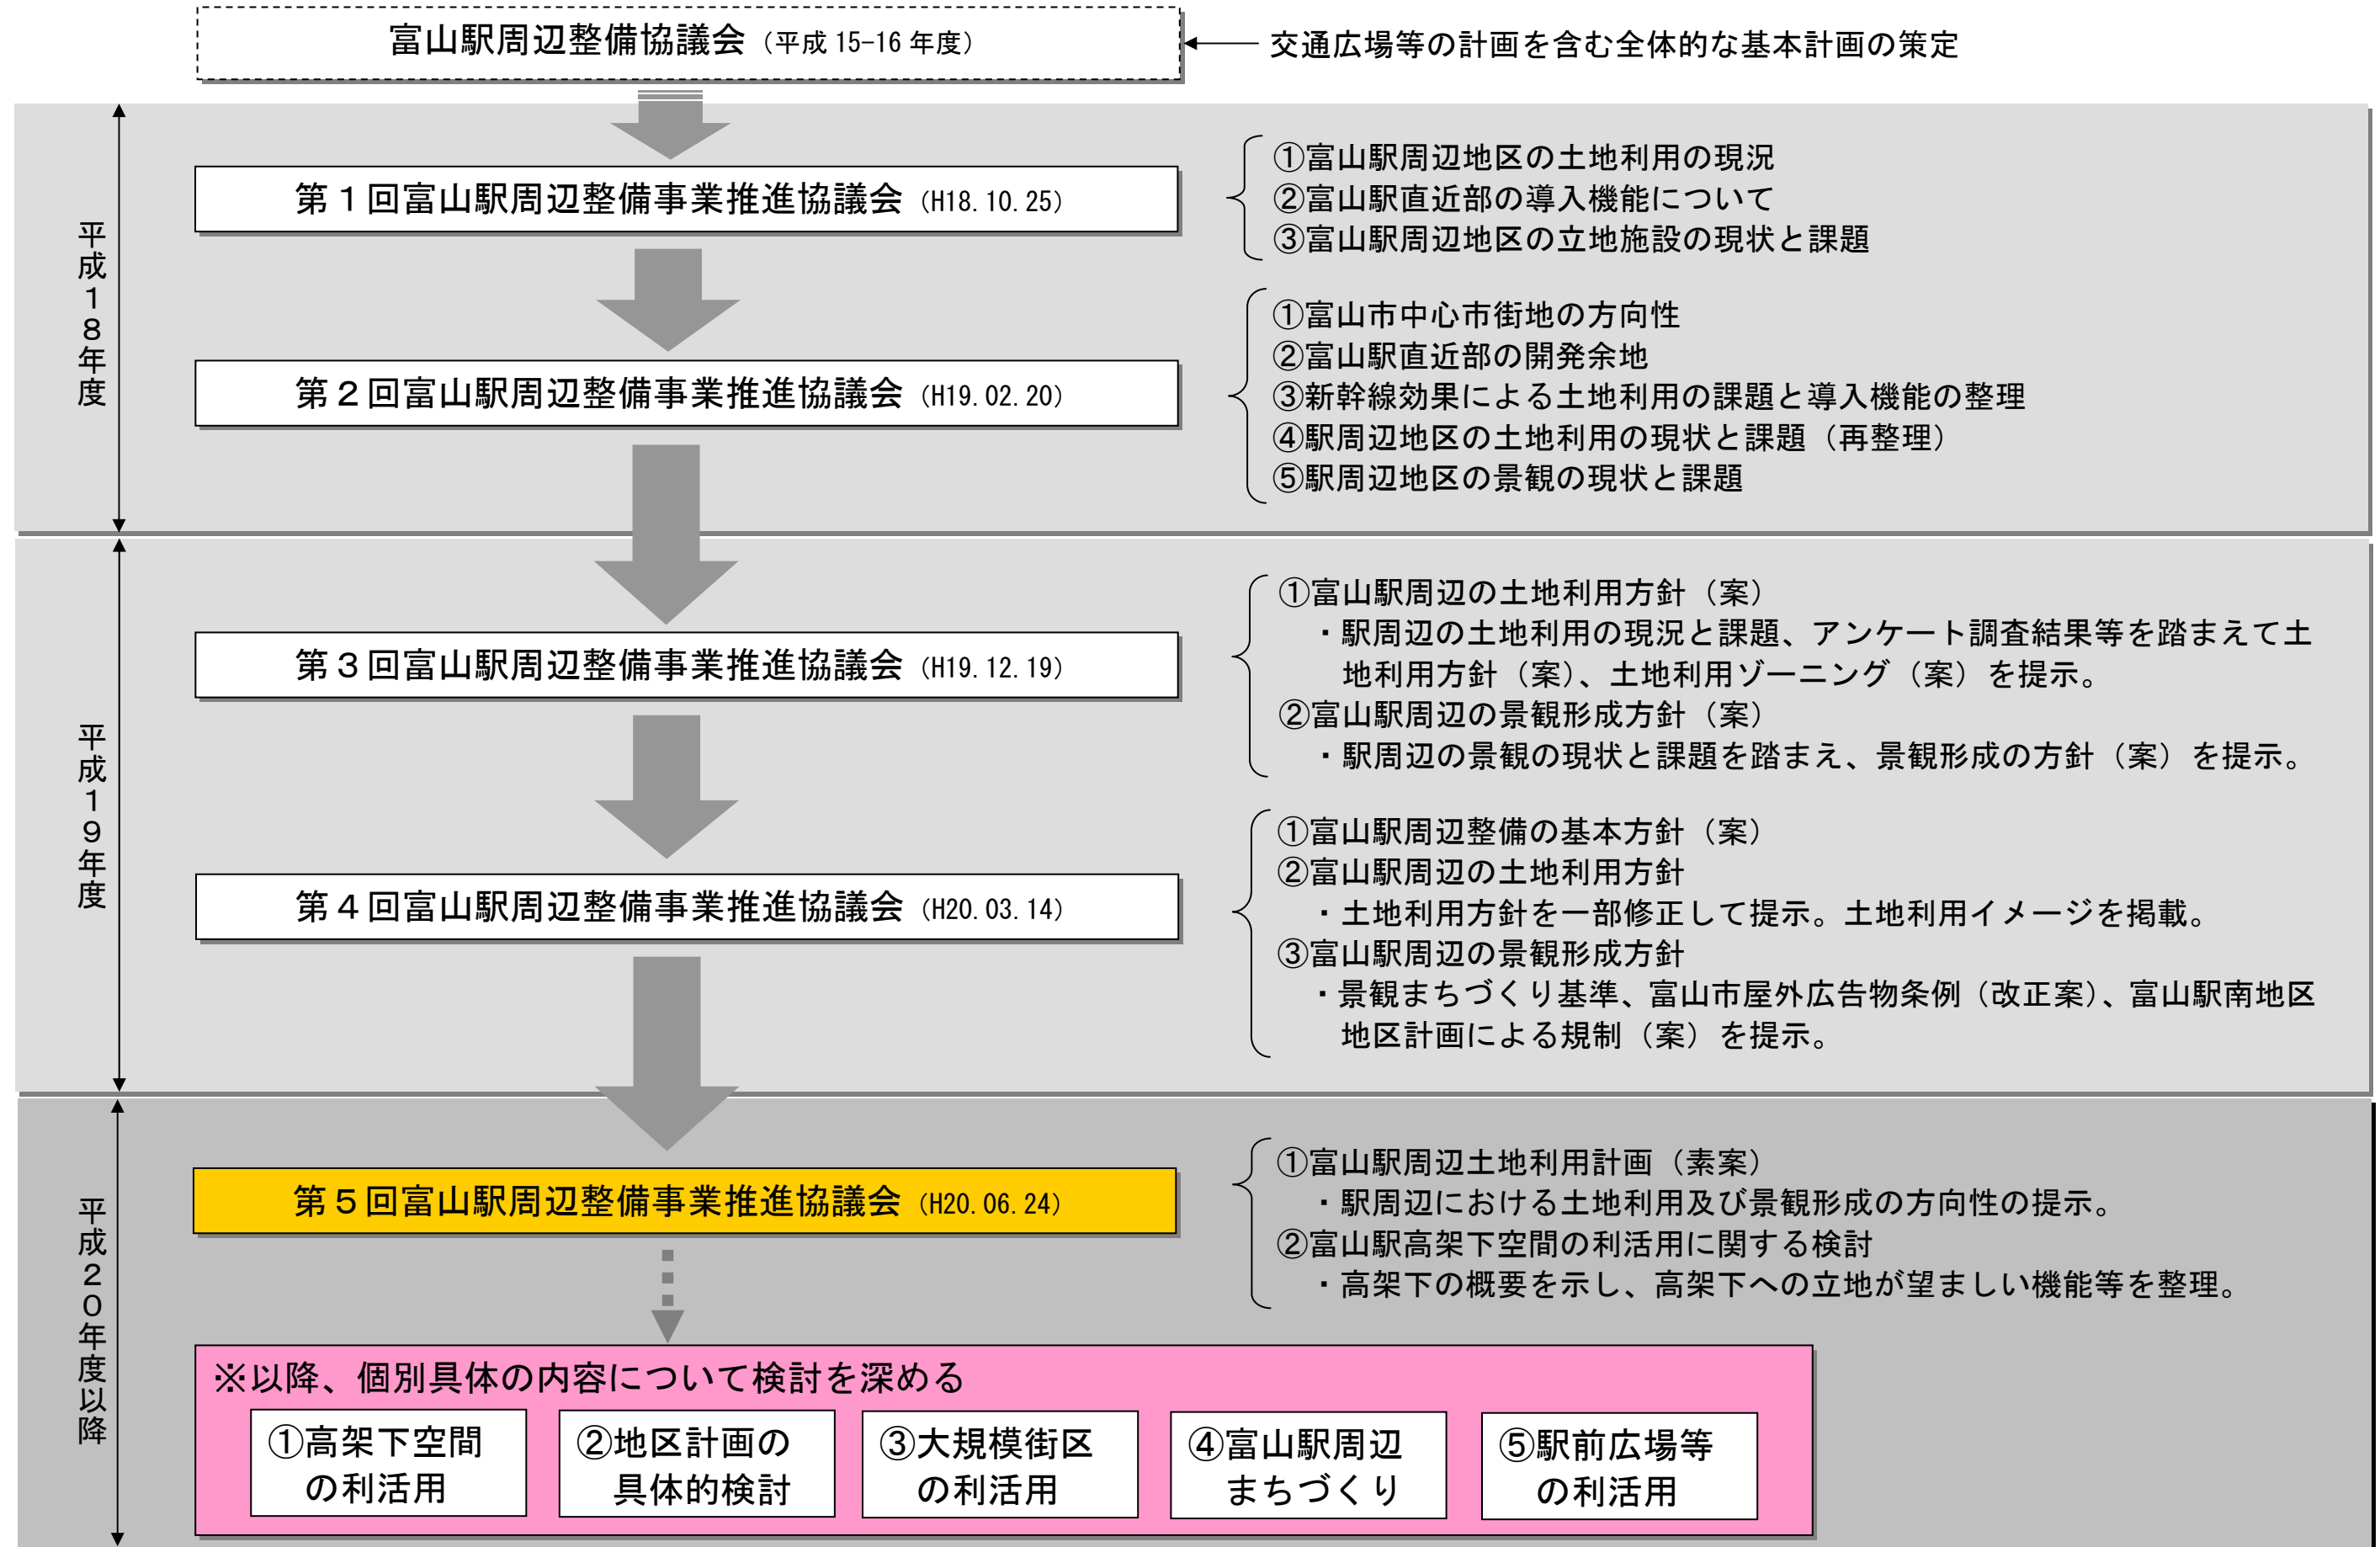 富山駅周辺整備協議会（平成 15-16 年度）
交通広場等の計画を含む全体的な基本計画の策定
平成１８年度
第１回富山駅周辺整備事業推進協議会（H18.10.25）
①富山駅周辺地区の土地利用の現況
②富山駅直近部の導入機能について
③富山駅周辺地区の立地施設の現状と課題
第２回富山駅周辺整備事業推進協議会（H19.02.20）
①富山市中心市街地の方向性
②富山駅直近部の開発余地
③新幹線効果による土地利用の課題と導入機能の整理
④駅周辺地区の土地利用の現状と課題（再整理）
⑤駅周辺地区の景観の現状と課題
平成１９年度
第３回富山駅周辺整備事業推進協議会（H19.12.19）
①富山駅周辺の土地利用方針（案）
・駅周辺の土地利用の現況と課題、アンケート調査結果等を踏まえて土
地利用方針（案）、土地利用ゾーニング（案）を提示。
②富山駅周辺の景観形成方針（案）
・駅周辺の景観の現状と課題を踏まえ、景観形成の方針（案）を提示。
第４回富山駅周辺整備事業推進協議会（H20.03.14）
①富山駅周辺整備の基本方針（案）
②富山駅周辺の土地利用方針
・土地利用方針を一部修正して提示。土地利用イメージを掲載。
③富山駅周辺の景観形成方針
・景観まちづくり基準、富山市屋外広告物条例（改正案）、富山駅南地区
地区計画による規制（案）を提示。
平成２０年度以降
第５回富山駅周辺整備事業推進協議会（H20.06.24）
①富山駅周辺土地利用計画（素案）
・駅周辺における土地利用及び景観形成の方向性の提示。
②富山駅高架下空間の利活用に関する検討
・高架下の概要を示し、高架下への立地が望ましい機能等を整理。
※以降、個別具体の内容について検討を深める
①高架下空間
の利活用
②地区計画の
具体的検討
③大規模街区
の利活用
④富山駅周辺
まちづくり
⑤駅前広場等
の利活用